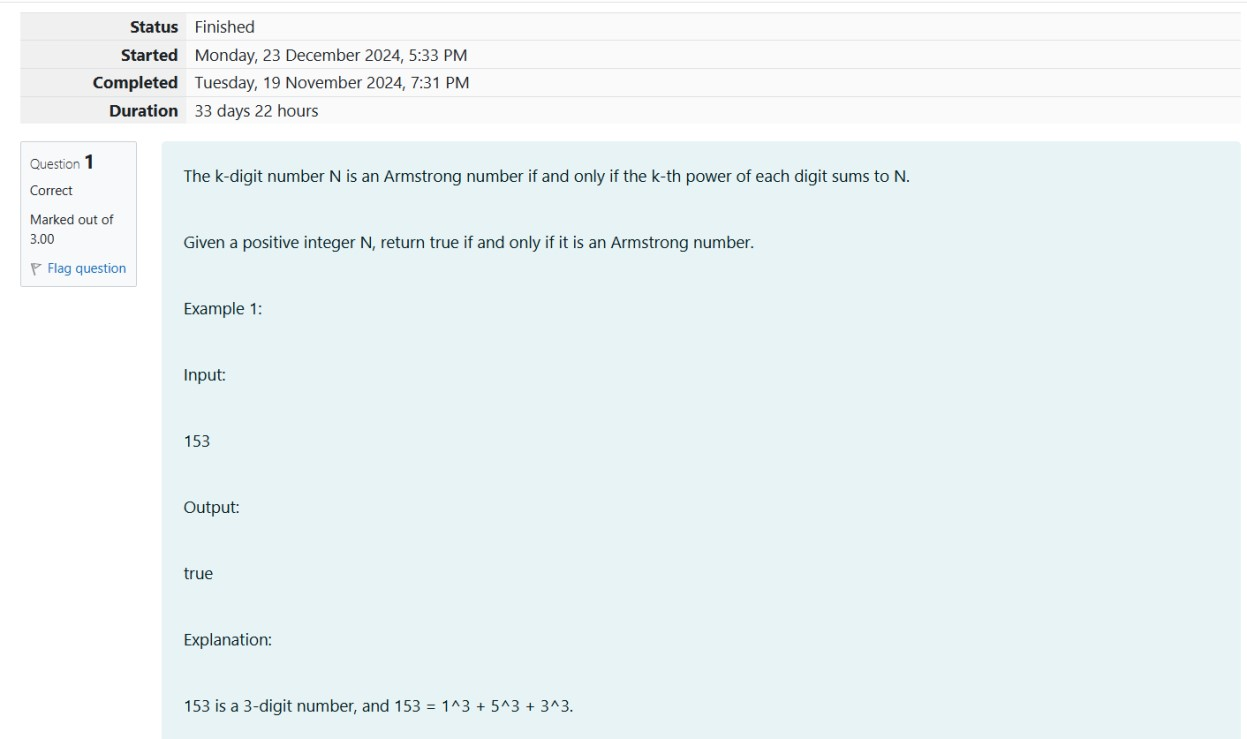 Status Finished
Started Monday, 23 December 2024, 5:33 PM
Completed Tuesday, 19 November 2024, 7:31 PM
Duration 33 days 22 hours
Question 1
Correct
Marked out of
3.00
Flag question
The k-digit number N is an Armstrong number if and only if the k-th power of each digit sums to N.
Given a positive integer N, return true if and only if it is an Armstrong number.
Example 1:
Input:
153
Output:
true
Explanation:
153 is a 3-digit number, and 153 = 1^3 + 5^3 + 3^3.